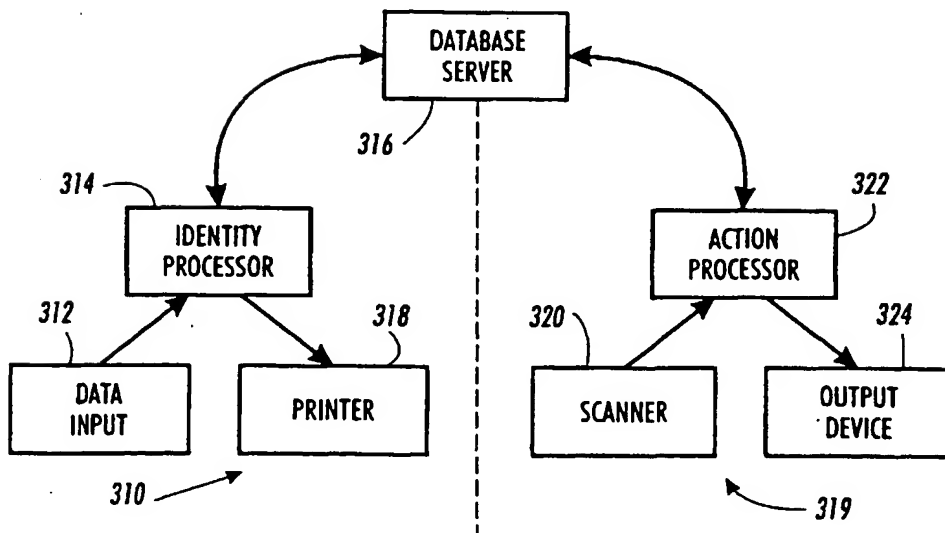 DATABASE
SERVER
316
314
322
IDENTITY
PROCESSOR
ACTION
PROCESSOR
312
318
320
324
DATA
INPUT
PRINTER
SCANNER
OUTPUT
DEVICE
310
319